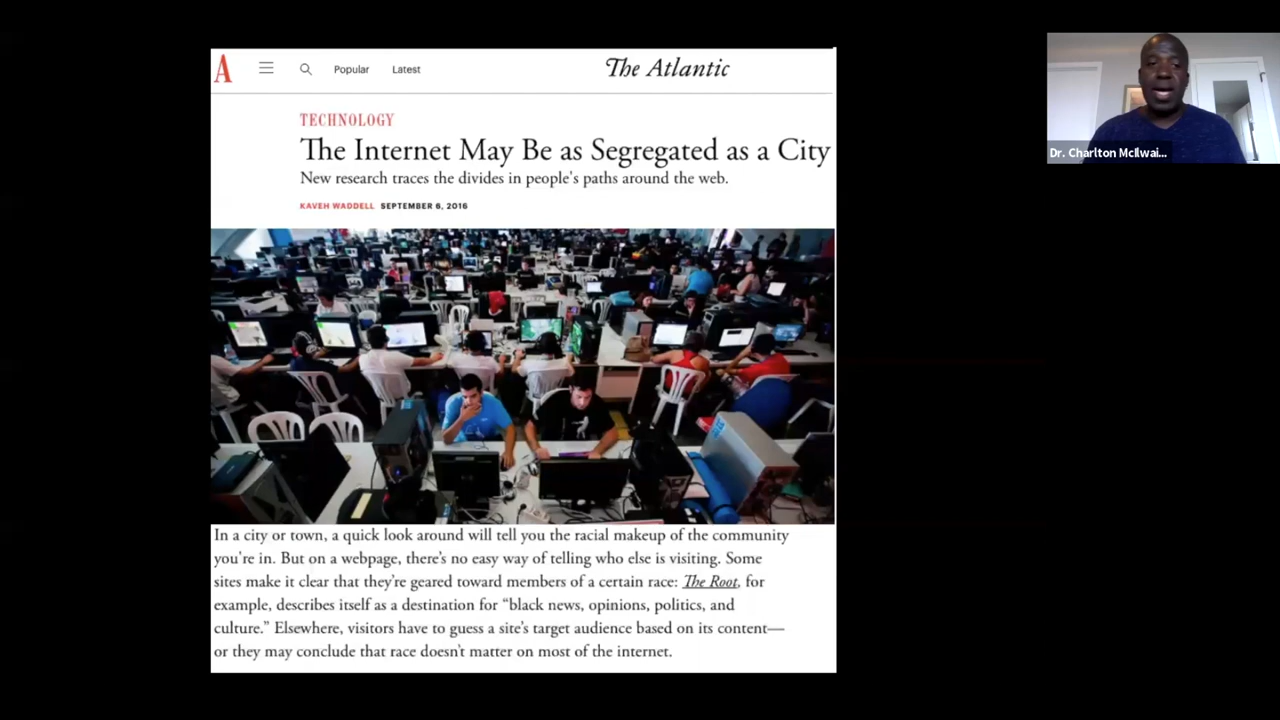 A
Popular
Latest
The Atlantic
TECHNOLOGY
The Internet May Be as Segregated as a City
New research traces the divides in people's paths around the web.
KAVEH WADDELL SEPTEMBER 6, 2016
In a city or town, a quick look around will tell you the racial makeup of the community
you're in. But on a webpage, there's no easy way of telling who else is visiting. Some
sites make it clear that they're geared toward members of a certain race: The Root, for
example, describes itself as a destination for “black news, opinions, politics, and
culture.” Elsewhere, visitors have to guess a site's target audience based on its content—
or they may conclude that race doesn't matter on most of the internet.
Dr. Charlton McIlwai...